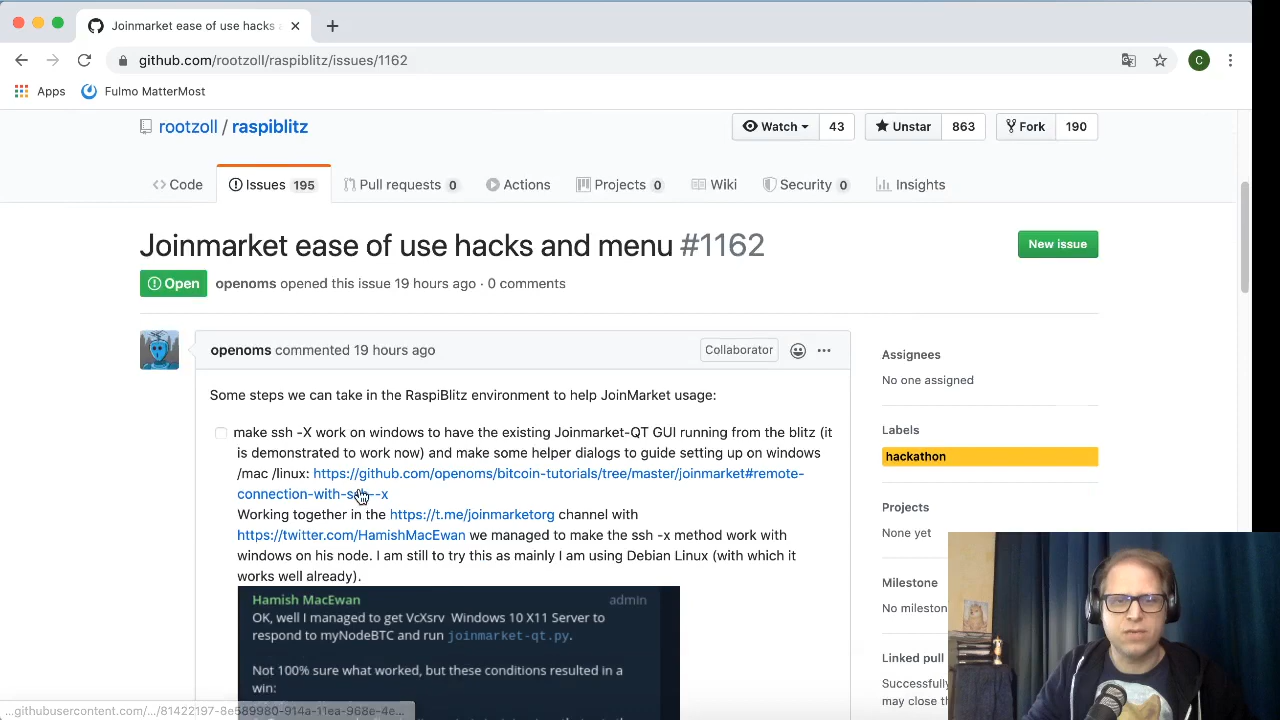 Joinmarket ease of use hacks a
github.com/rootzoll/raspiblitz/issues/1162
C
Apps
Fulmo MatterMost
rootzoll / raspiblitz
Watch 43
Unstar 863
Fork 190
Code
Issues 195
Pull requests 0
Actions
Projects 0
Wiki
Security 0
Insights
Joinmarket ease of use hacks and menu #1162
New issue
Open
openoms opened this issue 19 hours ago · 0 comments
openoms commented 19 hours ago
Collaborator
Some steps we can take in the RaspiBlitz environment to help JoinMarket usage:
make ssh -X work on windows to have the existing Joinmarket-QT GUI running from the blitz (it
is demonstrated to work now) and make some helper dialogs to guide setting up on windows
/mac /linux: https://github.com/openoms/bitcoin-tutorials/tree/master/joinmarket#remote-
connection-with-ssh--x
Working together in the https://t.me/joinmarketorg channel with
https://twitter.com/HamishMacEwan we managed to make the ssh -x method work with
windows on his node. I am still to try this as mainly I am using Debian Linux (with which it
works well already).
Hamish MacEwan admin
OK, well I managed to get VcXsrv Windows 10 X11 Server to
respond to myNodeBTC and run joinmarket-qt.py.
Not 100% sure what worked, but these conditions resulted in a
win:
Assignees
No one assigned
Labels
hackathon
Projects
None yet
Milestone
No mileston
Linked pull
Successfully
may close th